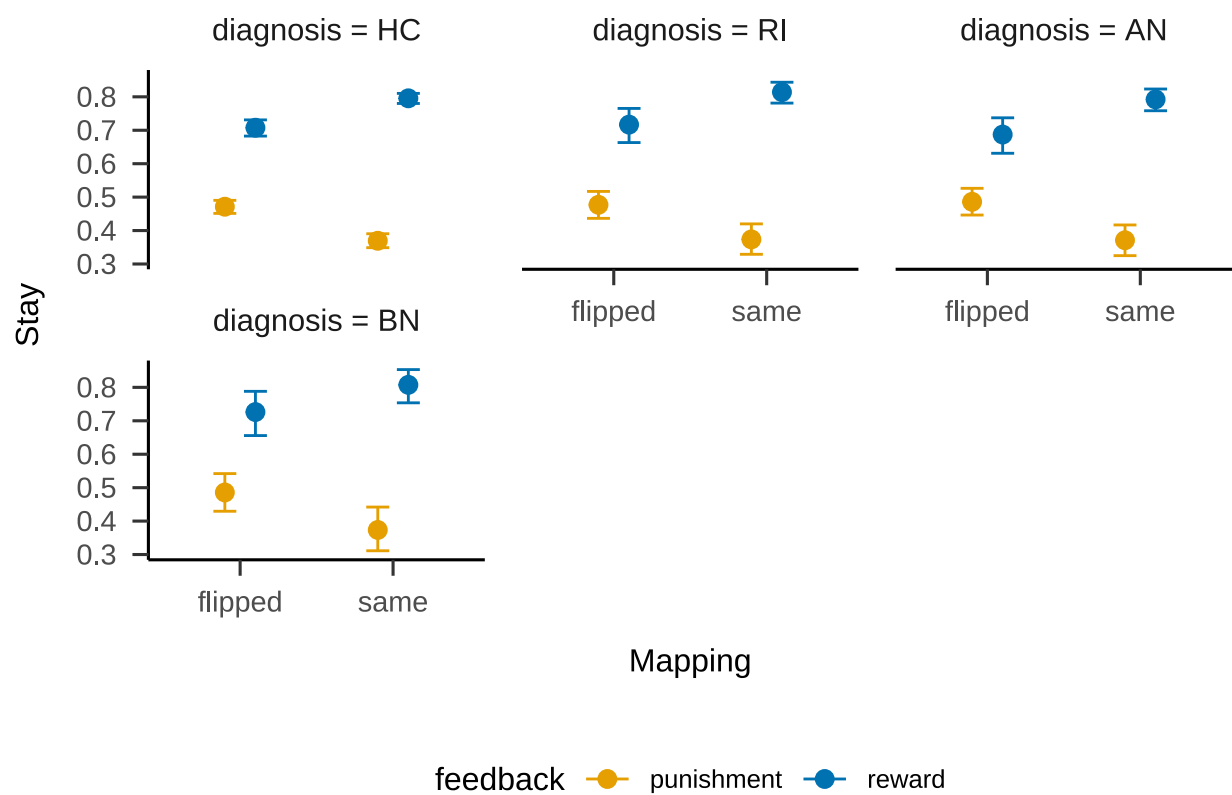 diagnosis = HC
diagnosis = RI
diagnosis = AN
0.8
0.7
0.6
0.5
0.4
0.3
flipped same
flipped same
Stay
diagnosis = BN
0.8
0.7
0.6
0.5
0.4
0.3
flipped same
Mapping
feedback punishment reward